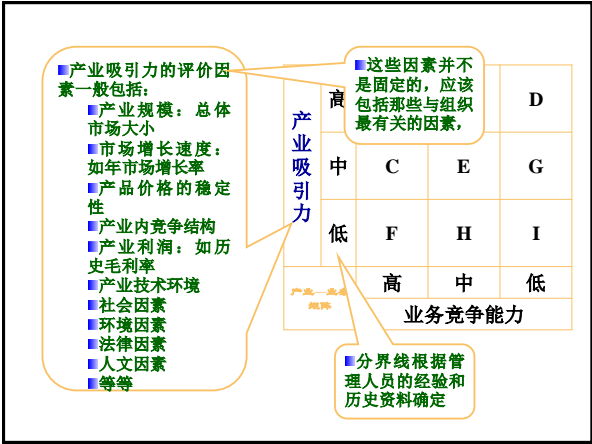 产业吸引力的评价因
素一般包括：
产业规模：总体
市场大小
市场增长速度：
如年市场增长率
产品价格的稳定
性
产业内竞争结构
产业利润：如历
史毛利率
产业技术环境
社会因素
环境因素
法律因素
人文因素
等等
这些因素并不
是固定的，应该
包括那些与组织
最有关的因素，
产业吸引力
高
D
中
C
E
G
低
F
H
I
产业—业务
矩阵
高
中
低
业务竞争能力
分界线根据管
理人员的经验和
历史资料确定